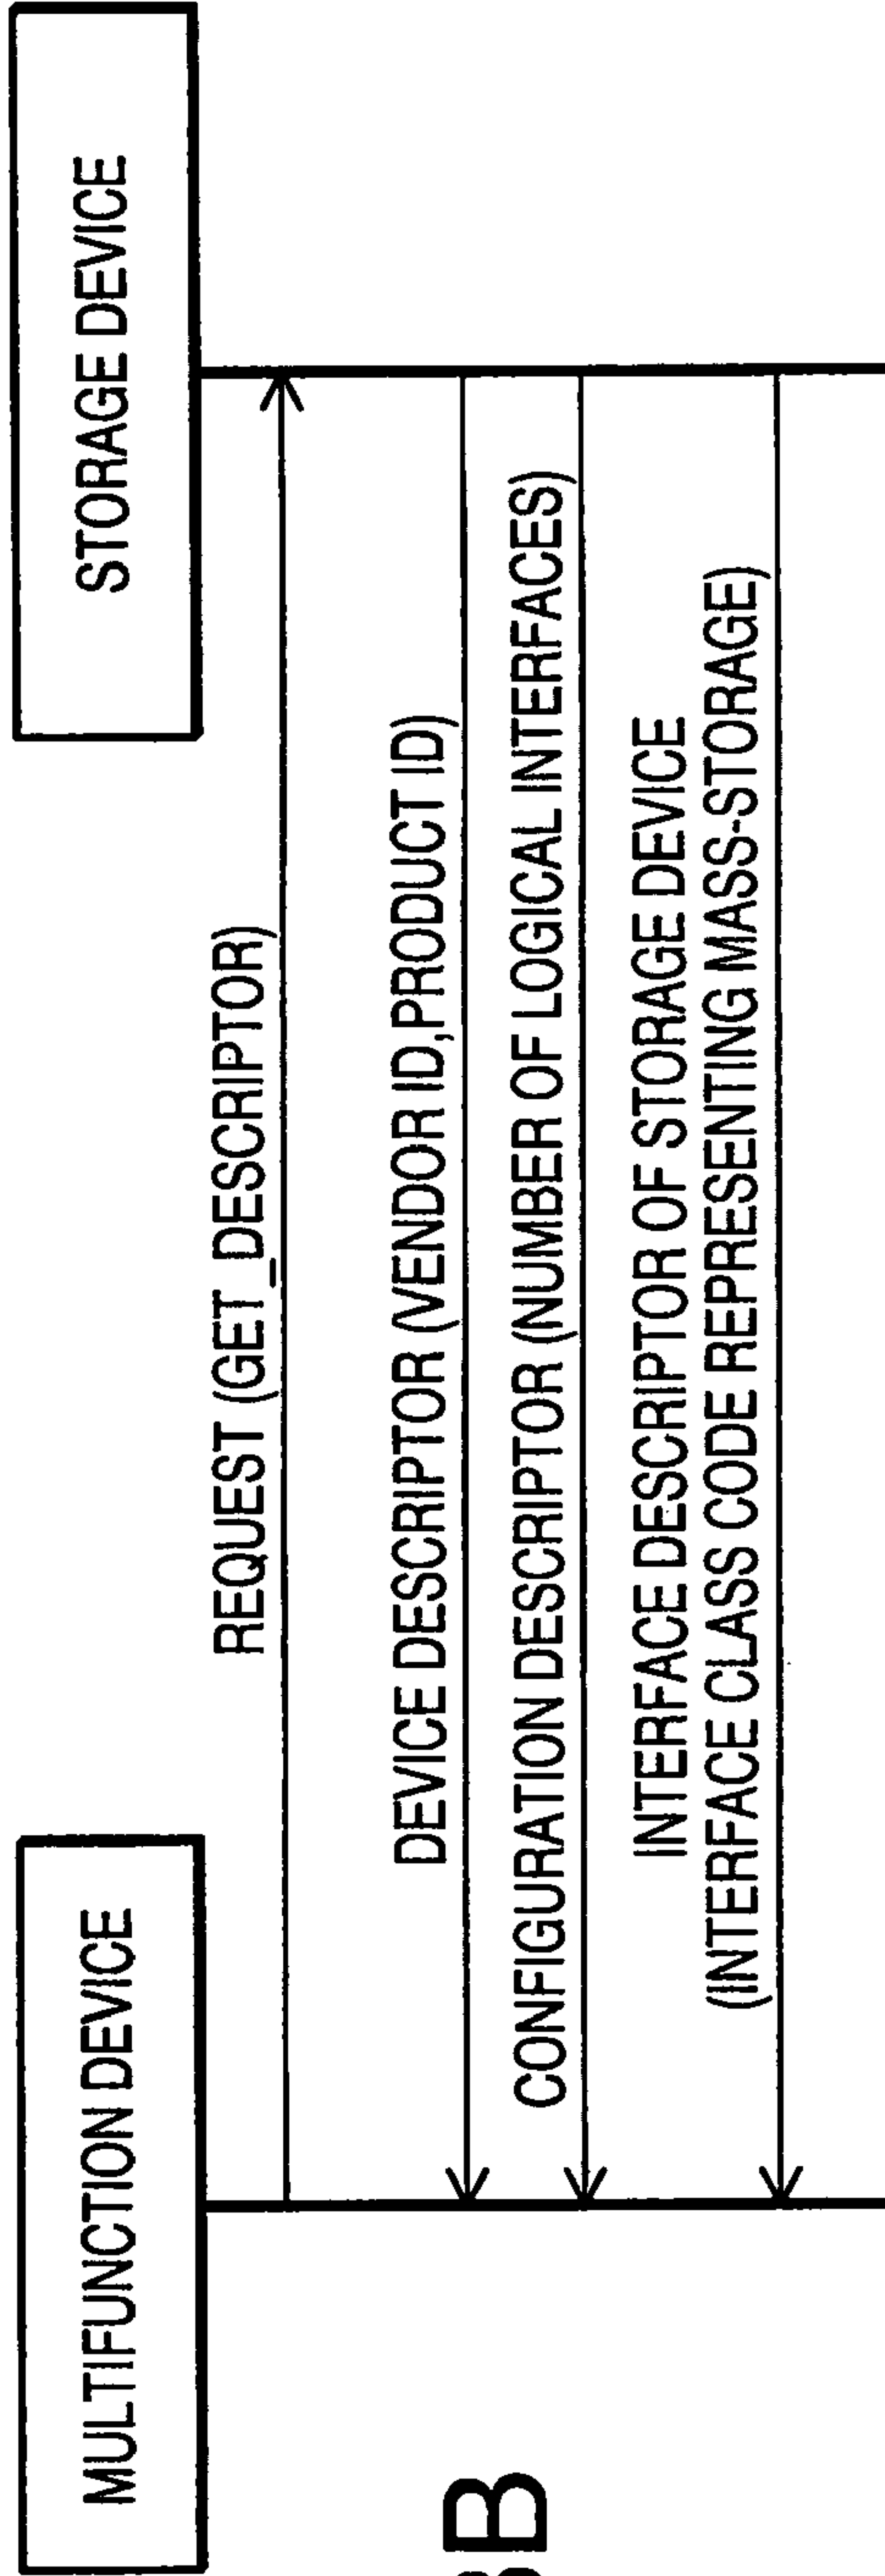 MULTIFUNCTION DEVICE
STORAGE DEVICE
REQUEST (GET_DESCRIPTOR)
DEVICE DESCRIPTOR (VENDOR ID,PRODUCT ID)
CONFIGURATION DESCRIPTOR (NUMBER OF LOGICAL INTERFACES)
INTERFACE DESCRIPTOR OF STORAGE DEVICE
(INTERFACE CLASS CODE REPRESENTING MASS-STORAGE)
B